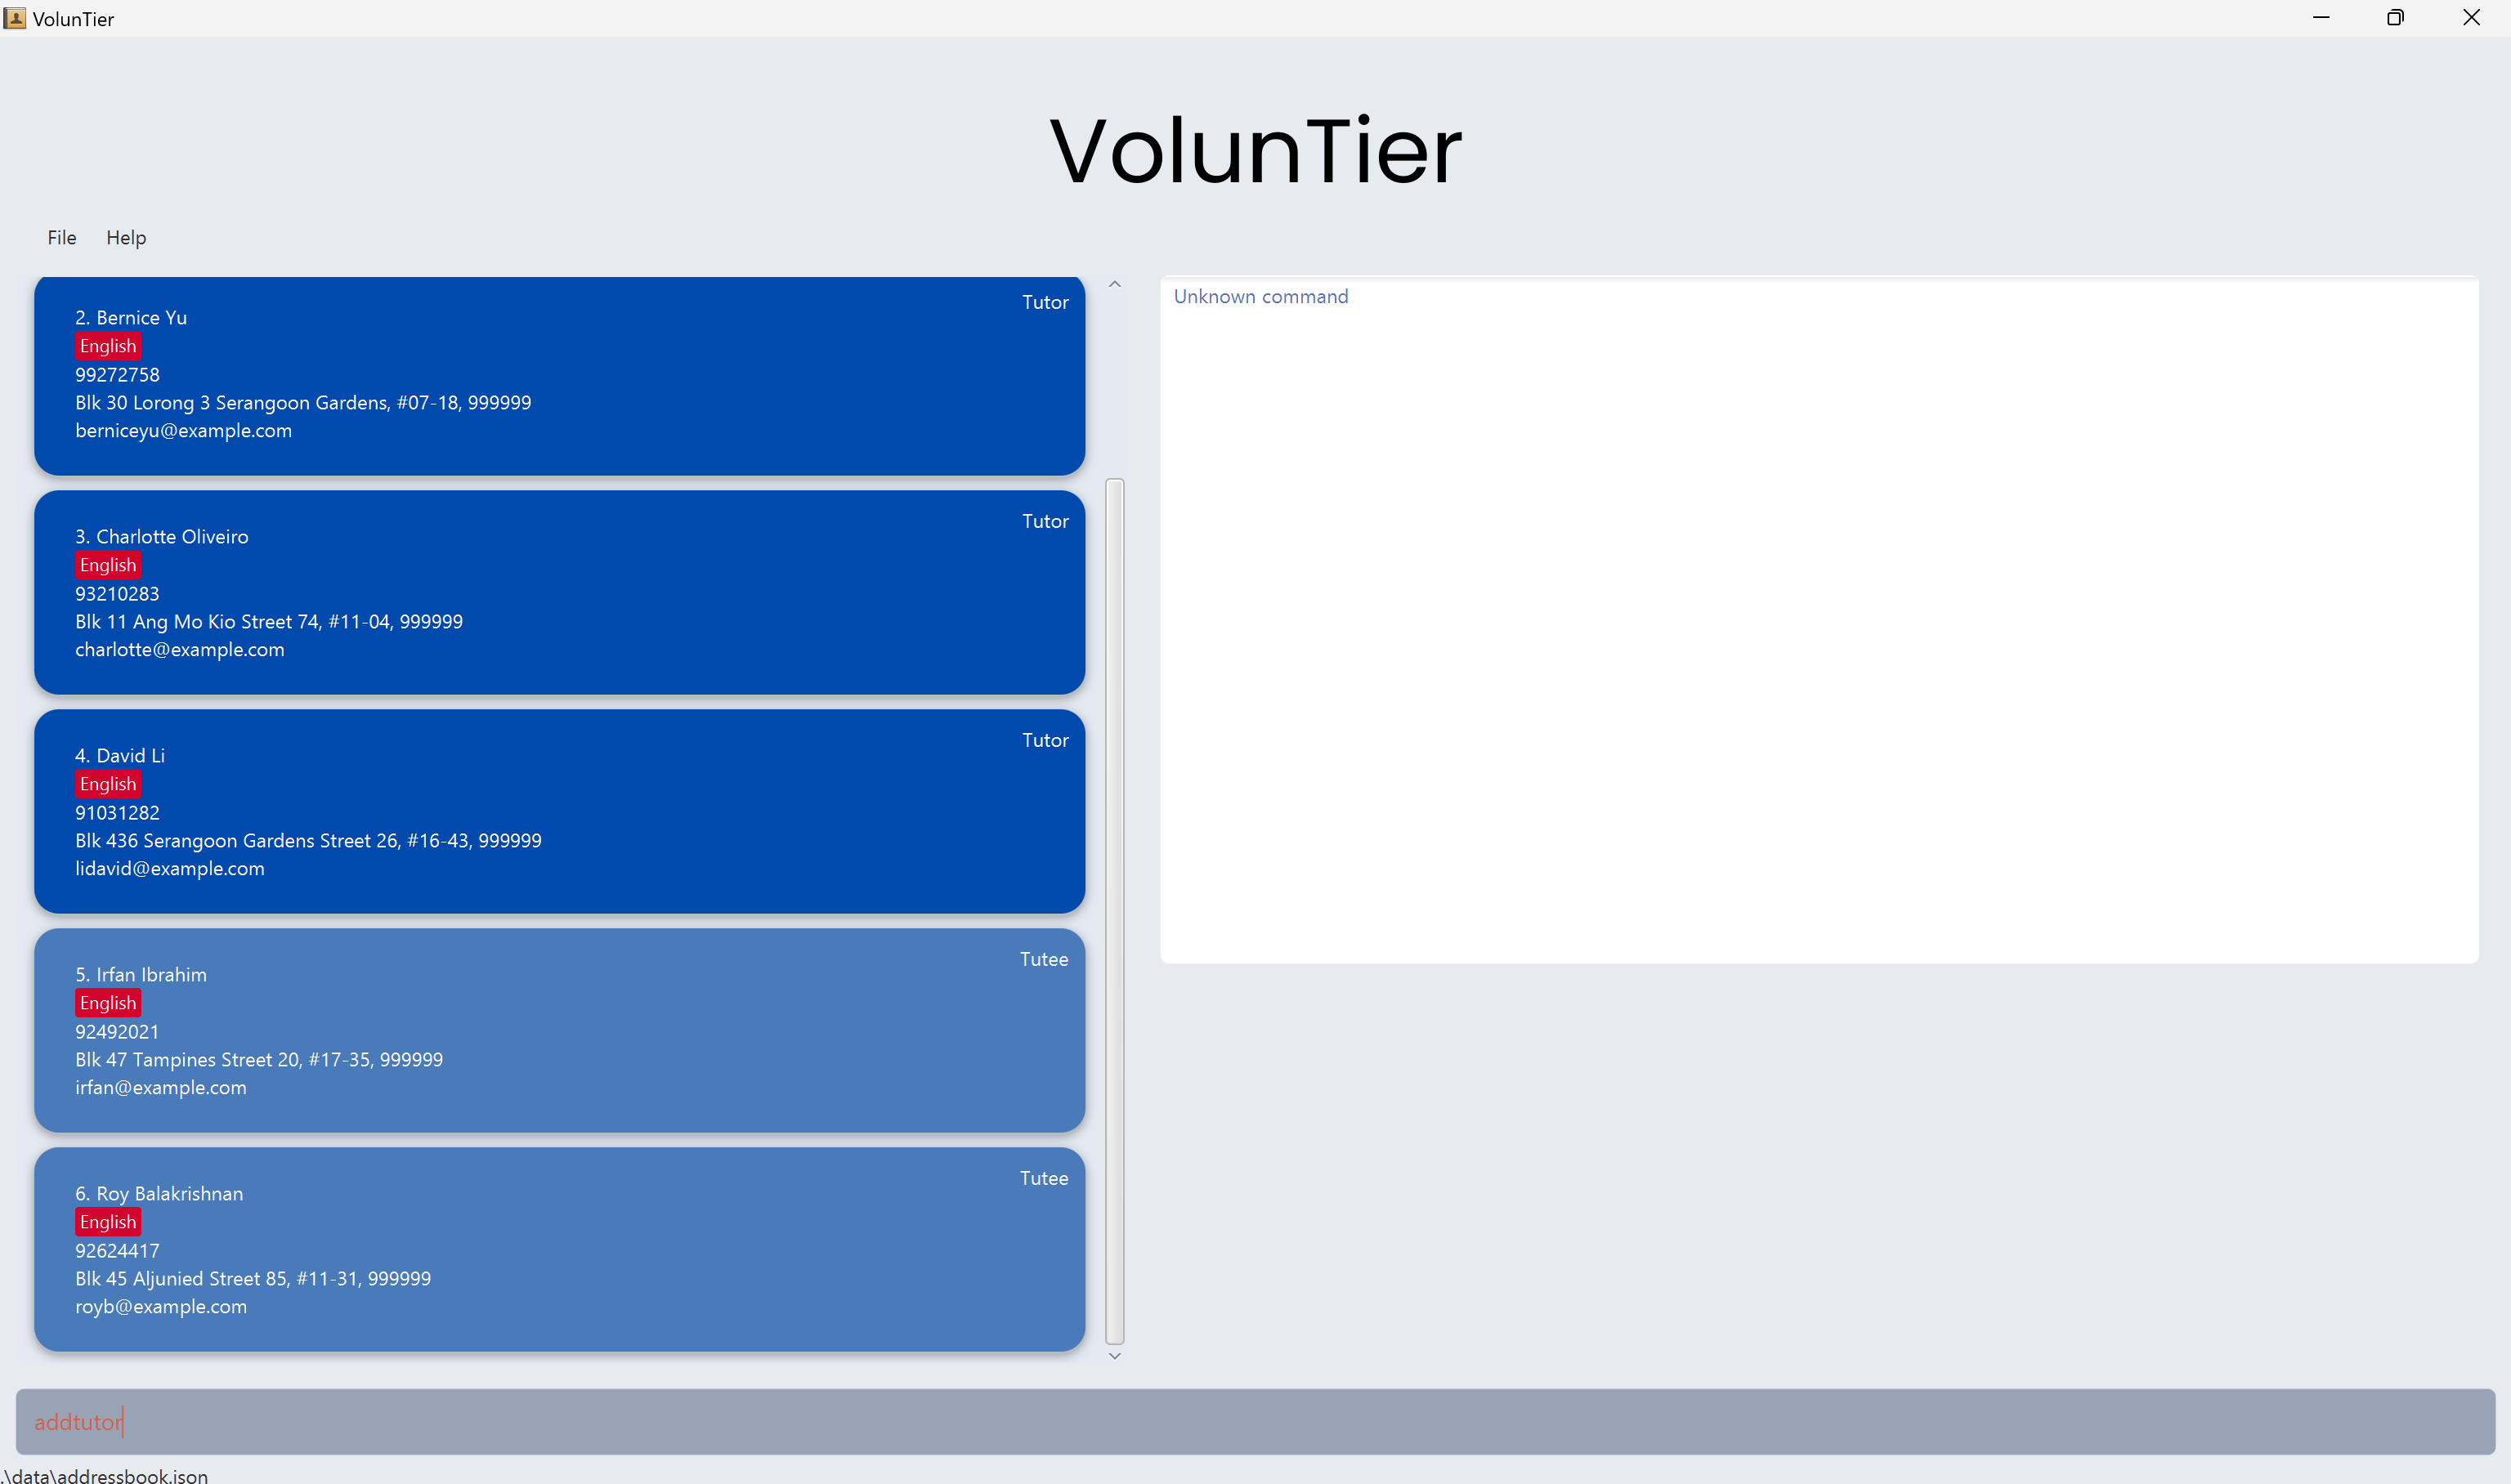 VolunTier
VolunTier
File Help
Tutor
2. Bernice Yu
English
99272758
Blk 30 Lorong 3 Serangoon Gardens, #07-18, 999999
berniceyu@example.com
Tutor
3. Charlotte Oliveiro
English
93210283
Blk 11 Ang Mo Kio Street 74, #11-04, 999999
charlotte@example.com
Tutor
4. David Li
English
91031282
Blk 436 Serangoon Gardens Street 26, #16-43, 999999
lidavid@example.com
Tutee
5. Irfan Ibrahim
English
92492021
Blk 47 Tampines Street 20, #17-35, 999999
irfan@example.com
Tutee
6. Roy Balakrishnan
English
92624417
Blk 45 Aljunied Street 85, #11-31, 999999
royb@example.com
Unknown command
addtutor
.\data\addressbook.json